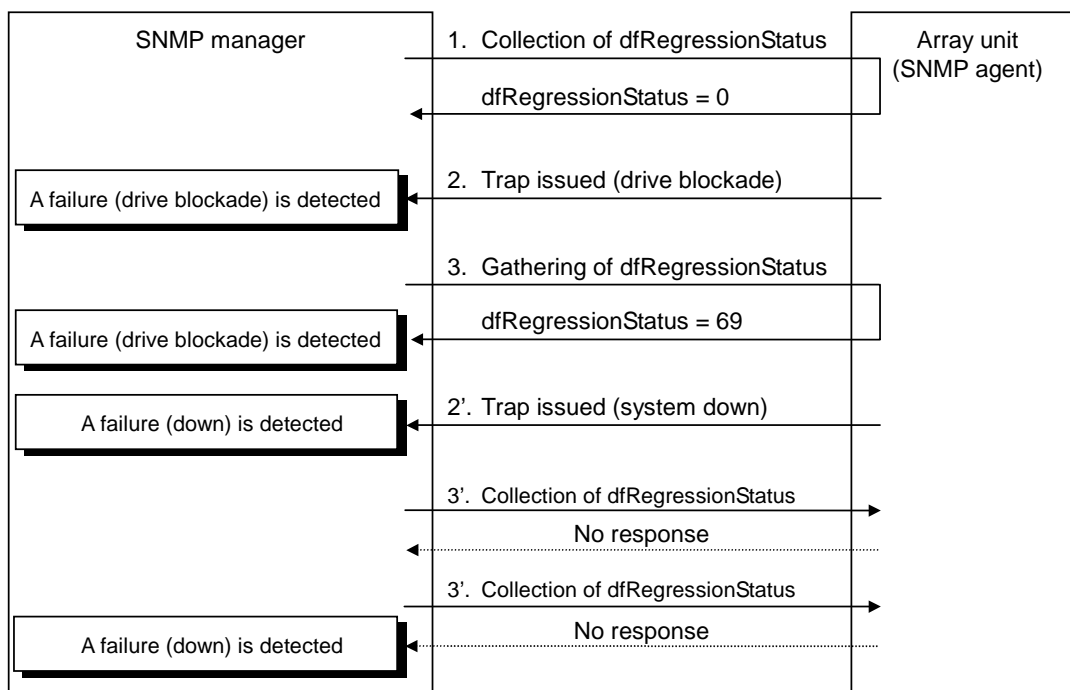 SNMP manager
1. Collection of dfRegressionStatus
Array unit
(SNMP agent)
dfRegressionStatus = 0
2. Trap issued (drive blockade)
A failure (drive blockade) is detected
3. Gathering of dfRegressionStatus
dfRegressionStatus = 69
A failure (drive blockade) is detected
2'. Trap issued (system down)
A failure (down) is detected
3'. Collection of dfRegressionStatus
No response
3'. Collection of dfRegressionStatus
No response
A failure (down) is detected